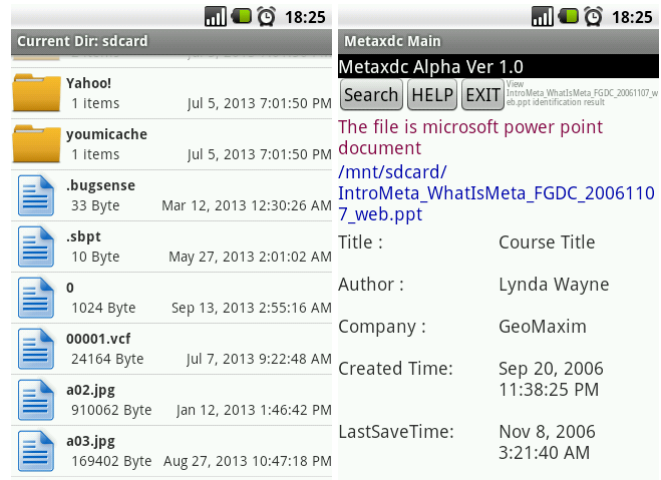 18:25
Current Dir: sdcard
Yahoo!
1 items Jul 5, 2013 7:01:50 PM
youmicache
1 items Jul 5, 2013 7:01:50 PM
.bugsense
33 Byte Mar 12, 2013 12:30:26 AM
.sbpt
10 Byte May 27, 2013 2:01:02 AM
0
1024 Byte Sep 13, 2013 2:55:16 AM
00001.vcf
24164 Byte Jul 7, 2013 9:22:48 AM
a02.jpg
910062 Byte Jan 12, 2013 1:46:42 PM
a03.jpg
169402 Byte Aug 27, 2013 10:47:18 PM
18:25
Metaxdc Main
Metaxdc Alpha Ver 1.0
Search HELP EXIT
View
IntroMeta_WhatIsMeta_FGDC_20061107_w
eb.ppt identification result
The file is microsoft power point
document
/mnt/sdcard/
IntroMeta_WhatIsMeta_FGDC_2006110
7_web.ppt
Title : Course Title
Author : Lynda Wayne
Company : GeoMaxim
Created Time: Sep 20, 2006
11:38:25 PM
LastSaveTime: Nov 8, 2006
3:21:40 AM